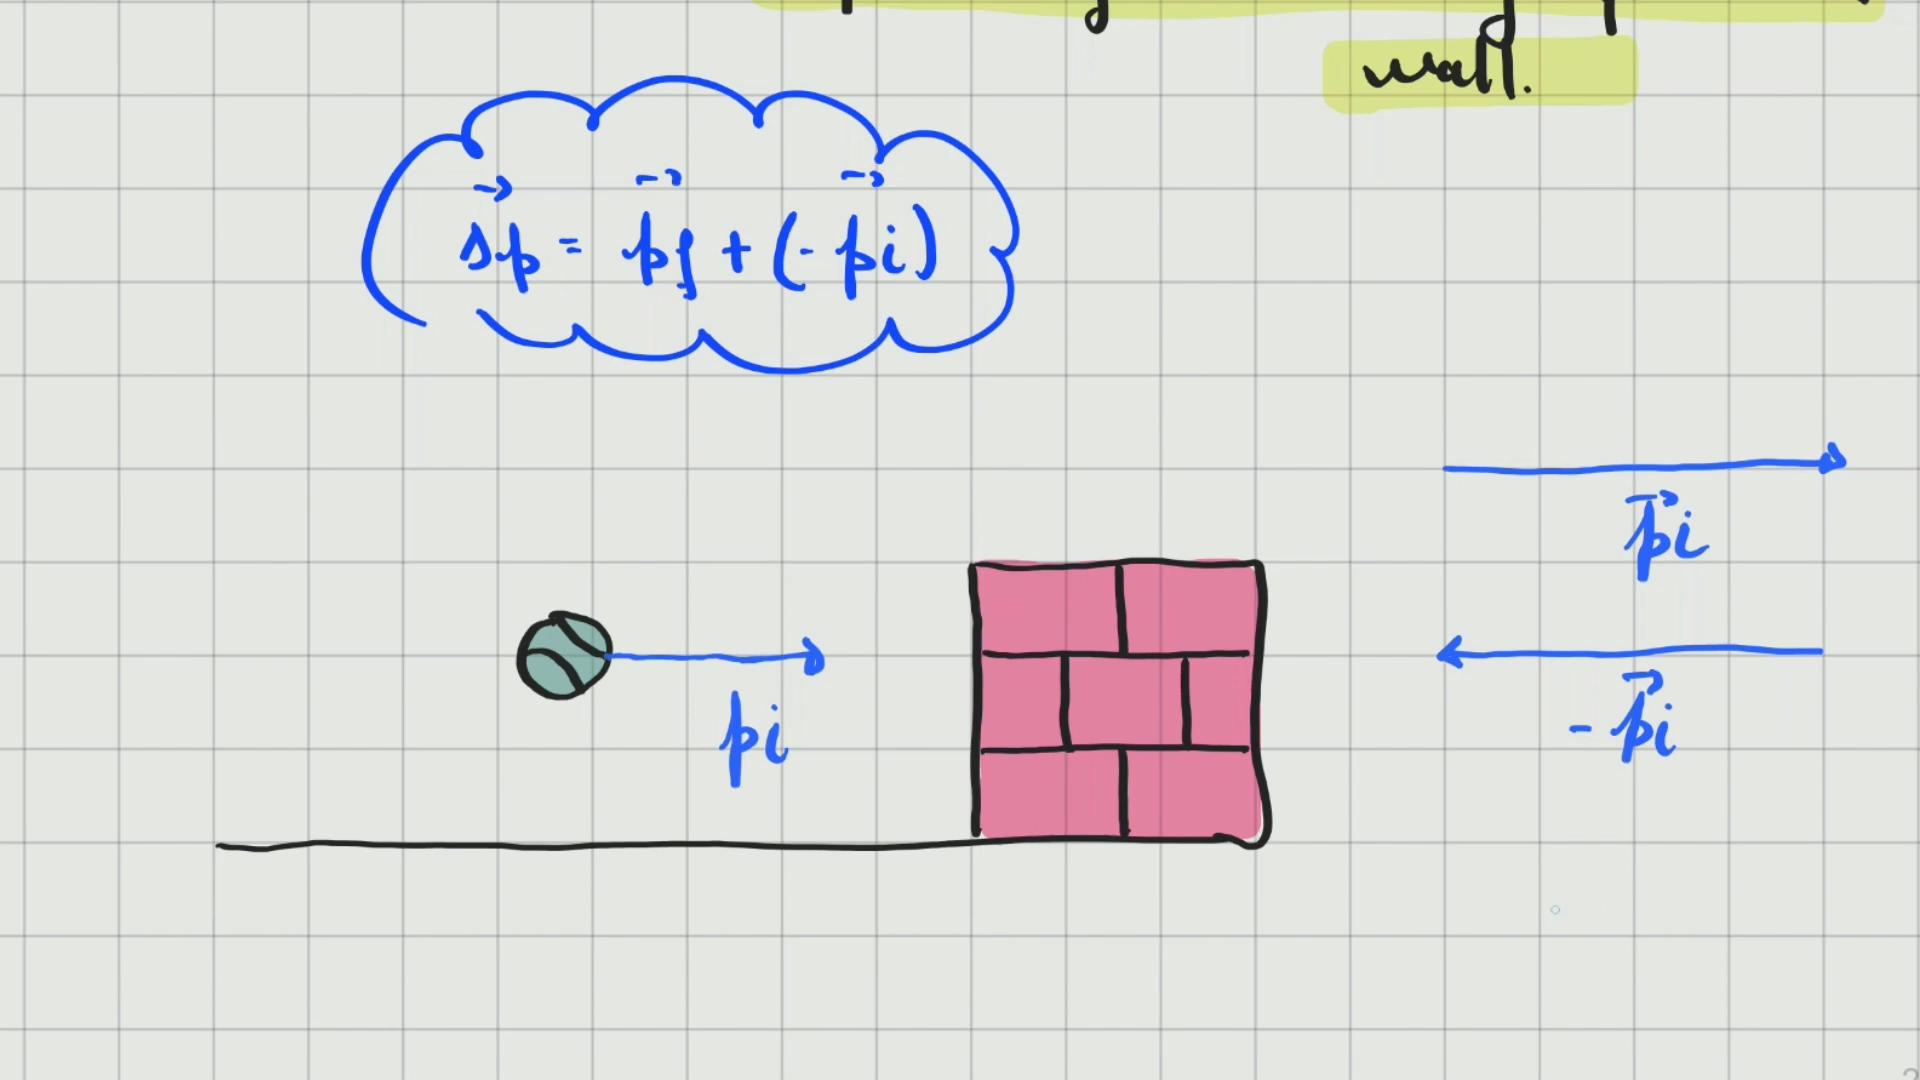 wall.
Δp = pf + (-pi)
pi
pi
-pi